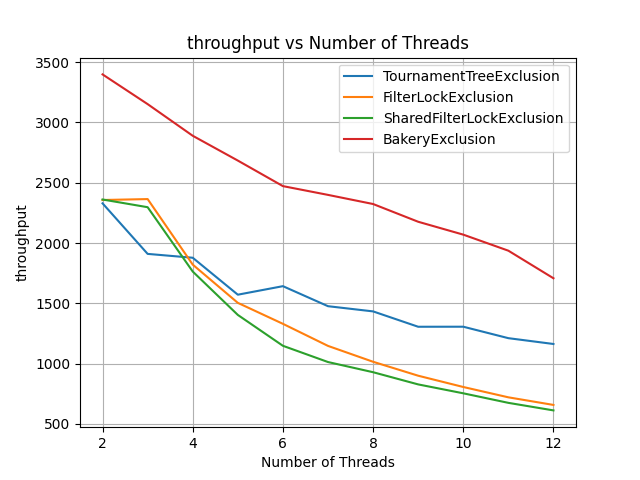 throughput vs Number of Threads
TournamentTreeExclusion
FilterLockExclusion
SharedFilterLockExclusion
BakeryExclusion
throughput
3500
3000
2500
2000
1500
1000
500
2 4 6 8 10 12
Number of Threads